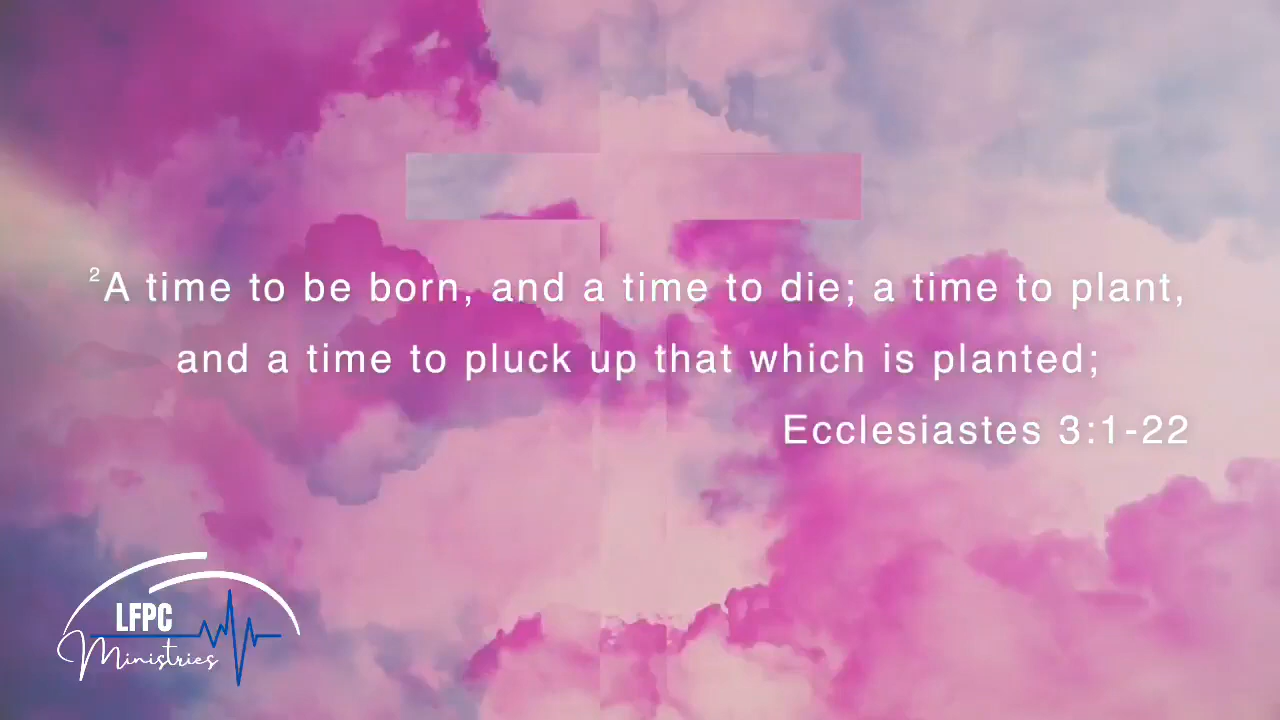 ²A time to be born, and a time to die; a time to plant,
and a time to pluck up that which is planted;
Ecclesiastes 3:1-22
LFPC
Ministries